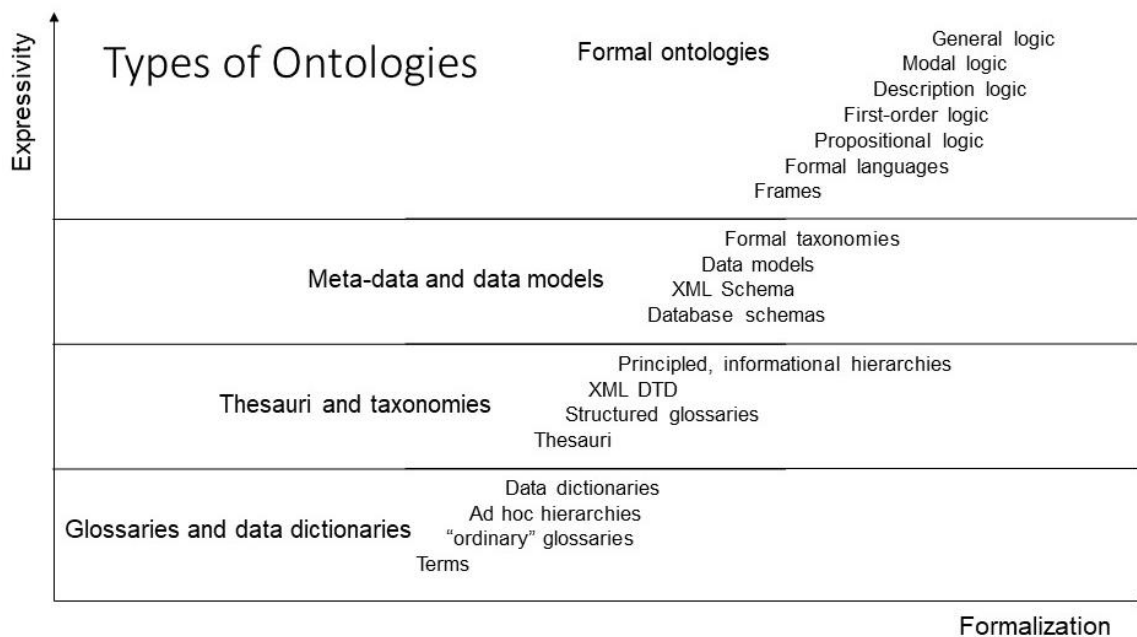 Expressivity
Types of Ontologies
Formal ontologies
General logic
Modal logic
Description logic
First-order logic
Propositional logic
Formal languages
Frames
Meta-data and data models
Formal taxonomies
Data models
XML Schema
Database schemas
Thesauri and taxonomies
Principled, informational hierarchies
XML DTD
Structured glossaries
Thesauri
Glossaries and data dictionaries
Data dictionaries
Ad hoc hierarchies
“ordinary” glossaries
Terms
Formalization